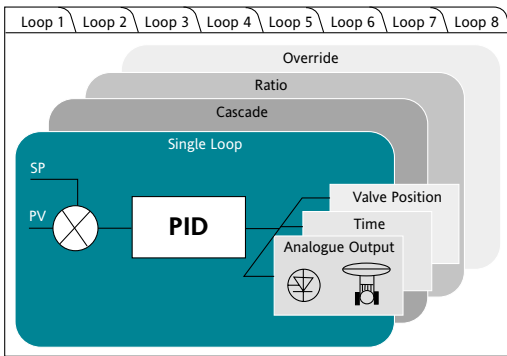 Loop 1 Loop 2 Loop 3 Loop 4 Loop 5 Loop 6 Loop 7 Loop 8
Override
Ratio
Cascade
Single Loop
SP
PV
PID
Valve Position
Time
Analogue Output